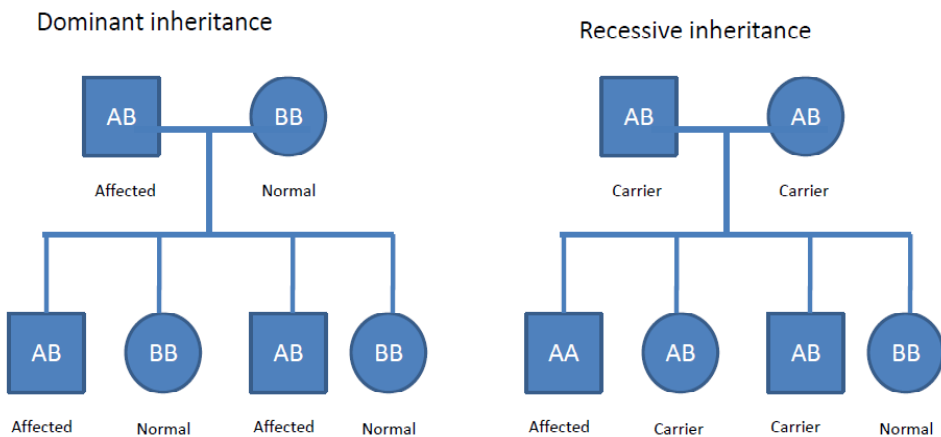 Dominant inheritance
AB
BB
Affected
Normal
AB
BB
AB
BB
Affected
Normal
Affected
Normal
Recessive inheritance
AB
AB
Carrier
Carrier
AA
AB
AB
BB
Affected
Carrier
Carrier
Normal